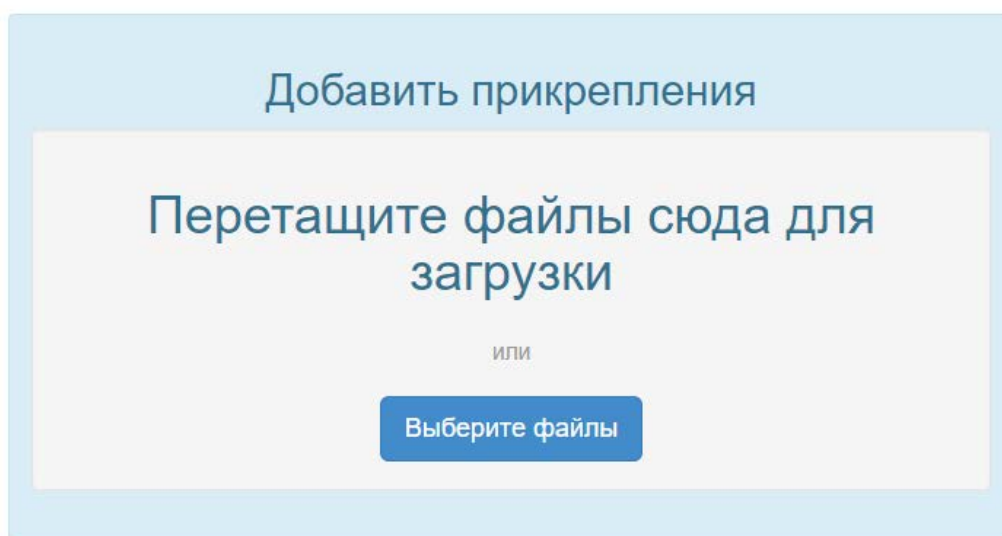 Добавить прикрепления
Перетащите файлы сюда для
загрузки
или
Выберите файлы